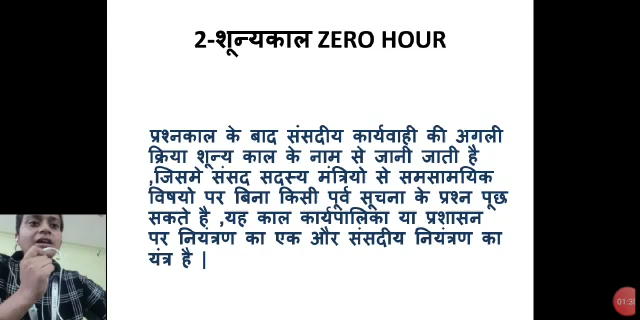 2-शून्यकाल ZERO HOUR
प्रश्नकाल के बाद संसदीय कार्यवाही की अगली
क्रिया शून्य काल के नाम से जानी जाती है
,जिसमे संसद सदस्य मंत्रियो से समसामयिक
विषयो पर बिना किसी पूर्व सूचना के प्रश्न पूछ
सकते है ,यह काल कार्यपालिका या प्रशासन
पर नियंत्रण का एक और संसदीय नियंत्रण का
यंत्र है |